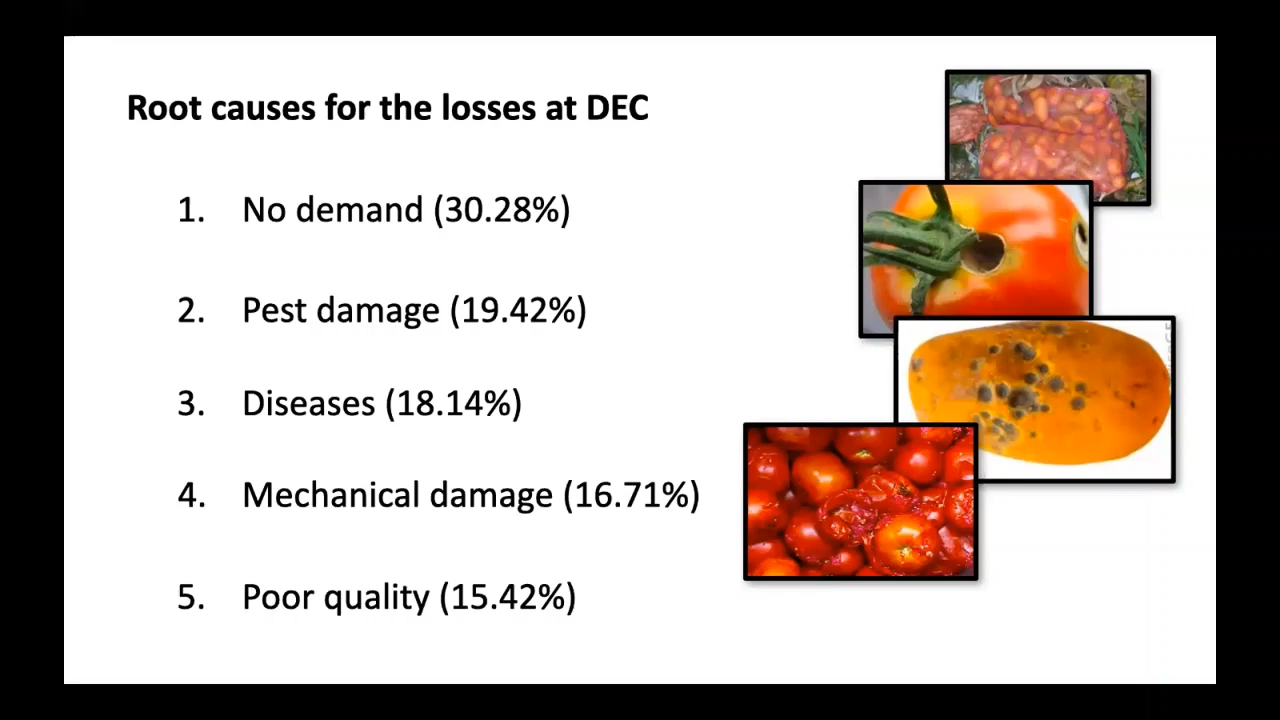 Root causes for the losses at DEC
1. No demand (30.28%)
2. Pest damage (19.42%)
3. Diseases (18.14%)
4. Mechanical damage (16.71%)
5. Poor quality (15.42%)